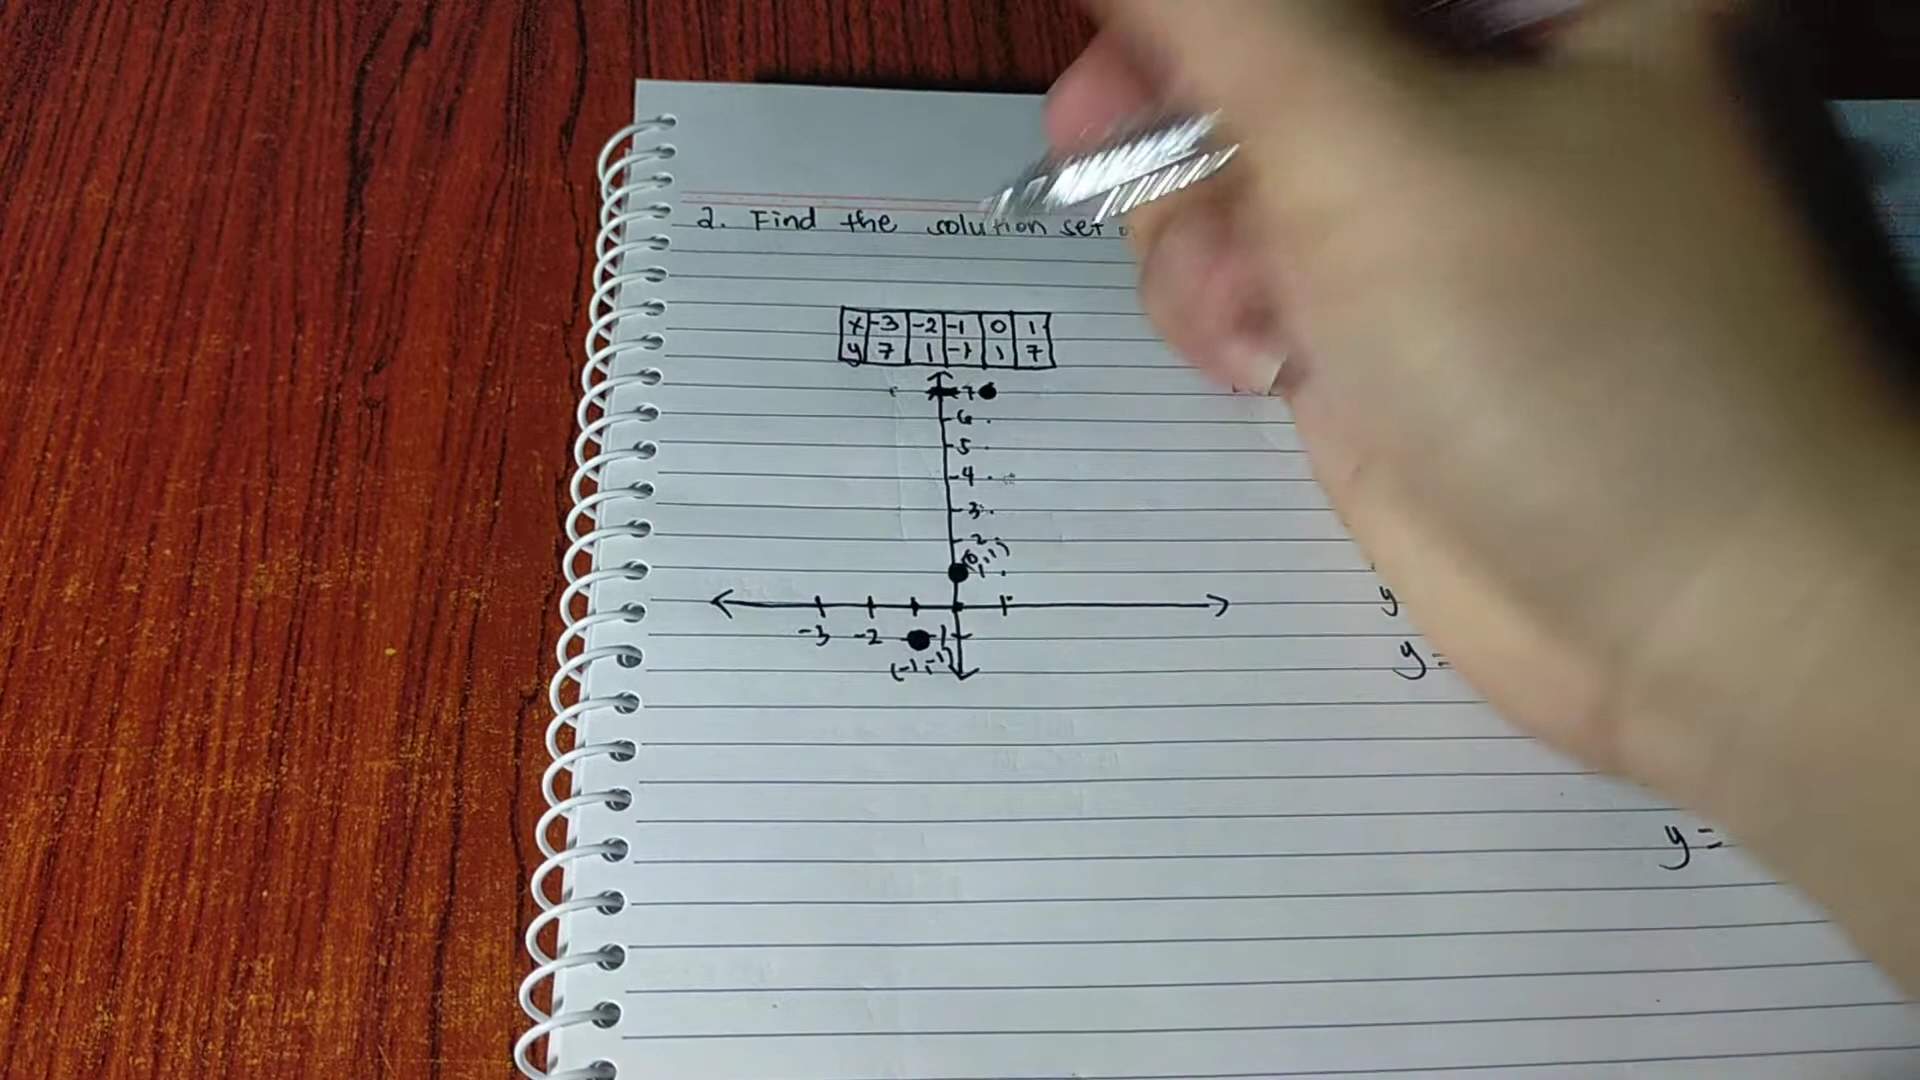 2. Find the solution set
x -3 -2 -1 0 1
y 7 1 -1 1 7
7
6
5
4
3
2
(0,1)
1
-3 -2 -1
(-1,-1)
y
y =
y =